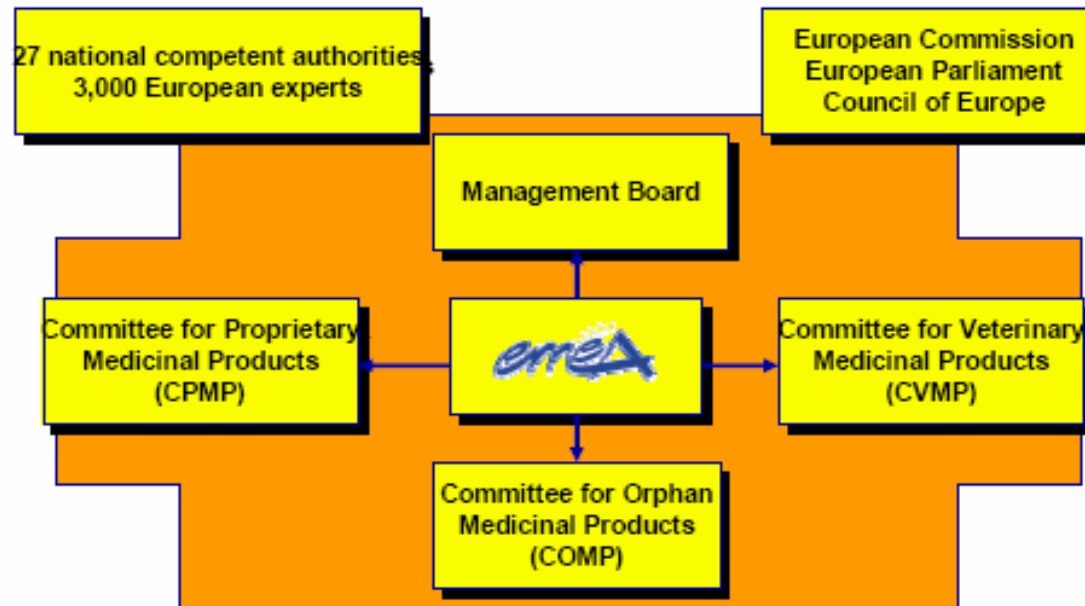 27 national competent authorities,
3,000 European experts
European Commission
European Parliament
Council of Europe
Management Board
Committee for Proprietary
Medicinal Products
(CPMP)
emeA
Committee for Veterinary
Medicinal Products
(CVMP)
Committee for Orphan
Medicinal Products
(COMP)